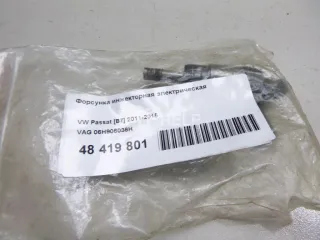 Форсунка инжекторная электрическая
VW Passat [B7] 2011-2015
VAG 06H906036H
48 419 801